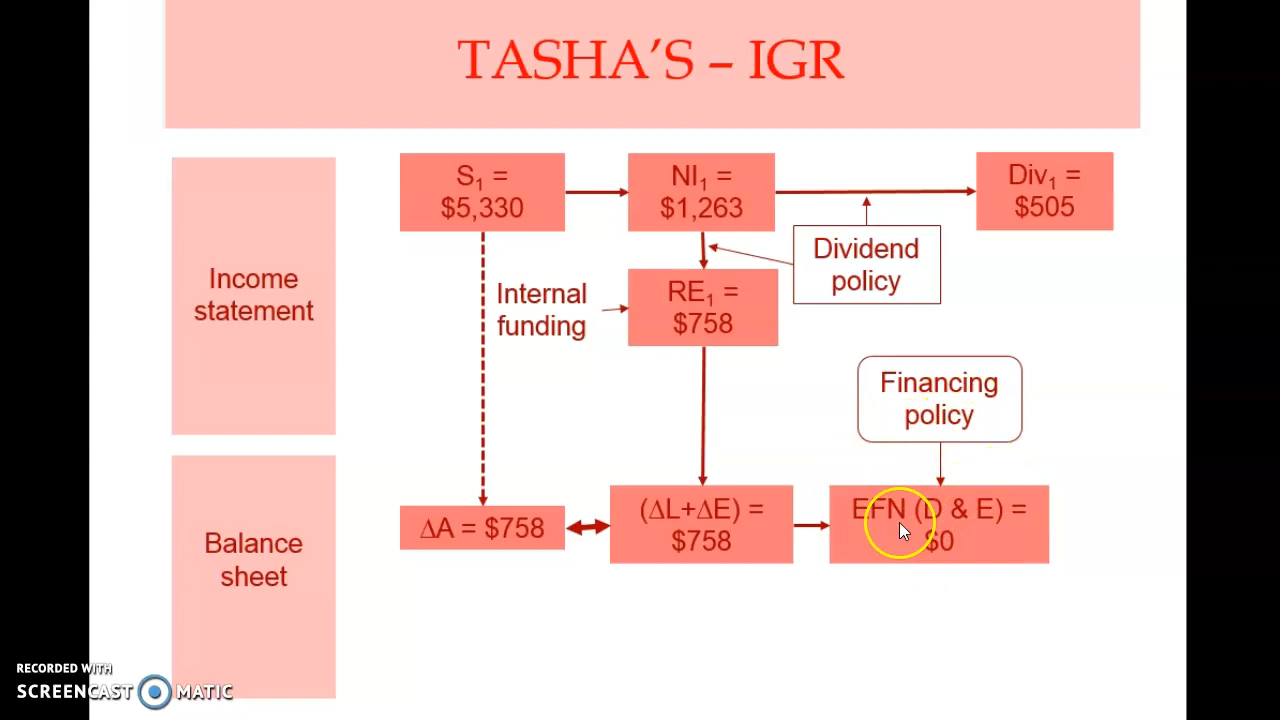 TASHA’S – IGR
S₁ =
$5,330
NI₁ =
$1,263
Div₁ =
$505
Dividend
policy
Income
statement
Internal
funding
RE₁ =
$758
Financing
policy
Balance
sheet
∆A = $758
(∆L+∆E) =
$758
EFN (D & E) =
$0
RECORDED WITH
SCREENCAST MATIC